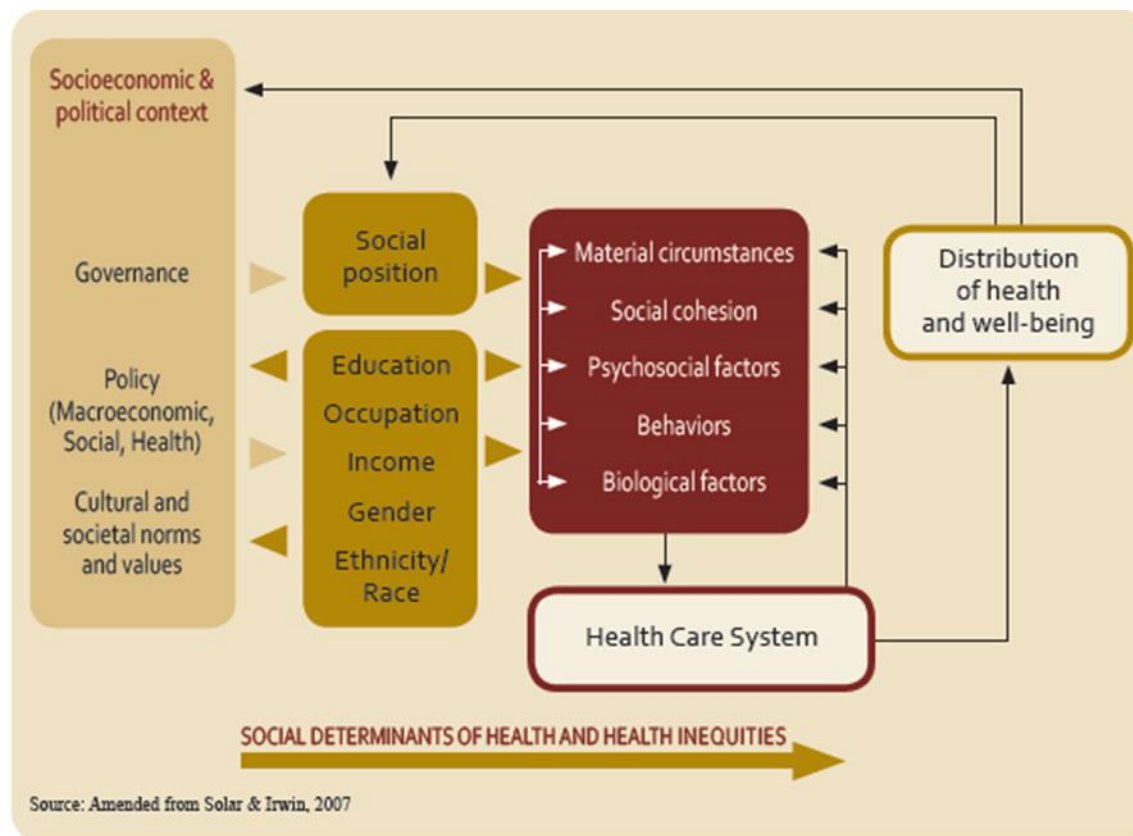 Socioeconomic &
political context
Governance
Policy
(Macroeconomic,
Social, Health)
Cultural and
societal norms
and values
Social
position
Education
Occupation
Income
Gender
Ethnicity/
Race
Material circumstances
Social cohesion
Psychosocial factors
Behaviors
Biological factors
Health Care System
Distribution
of health
and well-being
SOCIAL DETERMINANTS OF HEALTH AND HEALTH INEQUITIES
Source: Amended from Solar & Irwin, 2007